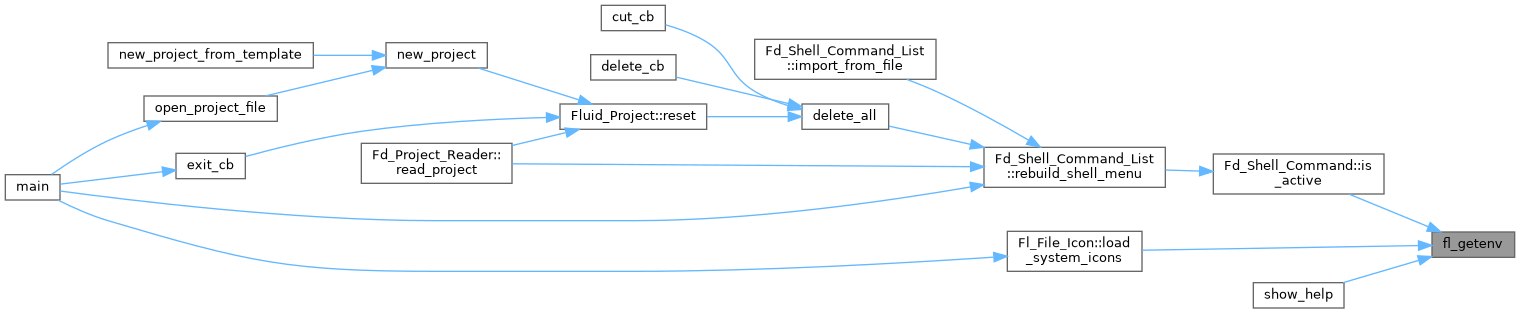 cut_cb
Fd_Shell_Command_List
::import_from_file
new_project_from_template
new_project
delete_cb
open_project_file
Fluid_Project::reset
delete_all
exit_cb
Fd_Project_Reader::
read_project
Fd_Shell_Command_List
::rebuild_shell_menu
Fd_Shell_Command::is
_active
main
Fl_File_Icon::load
_system_icons
fl_getenv
show_help